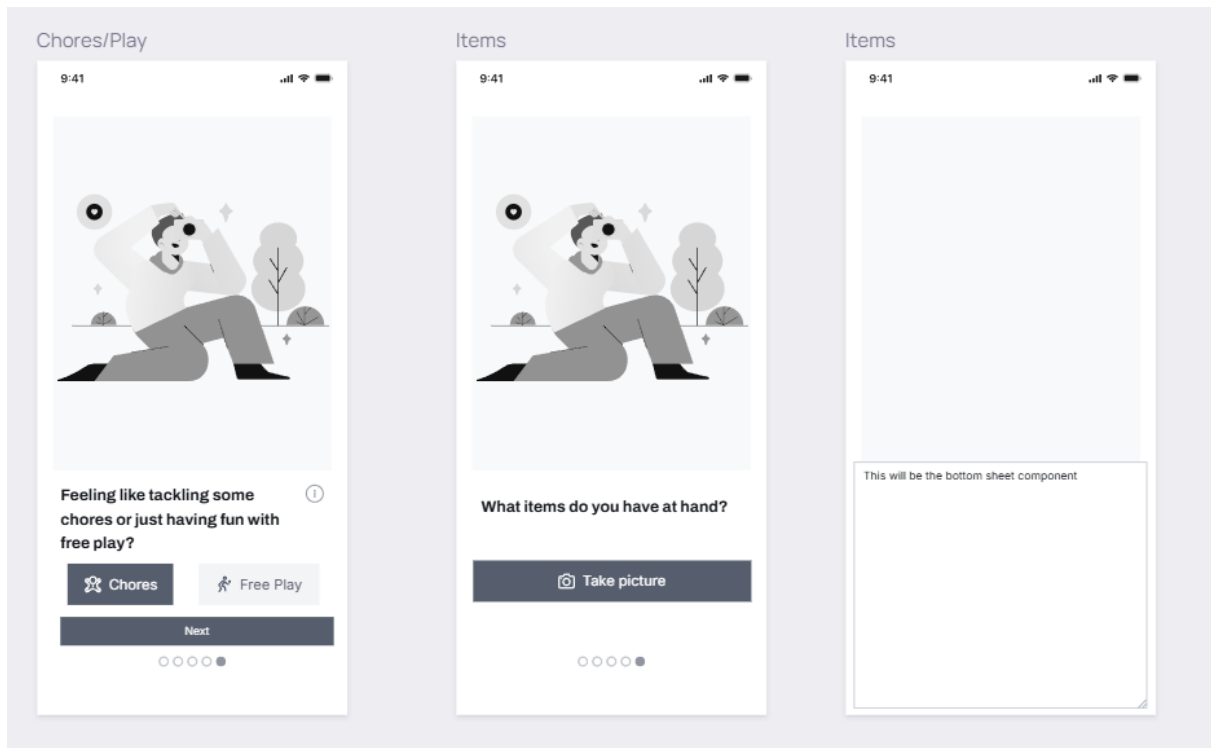 Chores/Play
9:41
Feeling like tackling some
chores or just having fun with
free play?
Chores
Free Play
Next
Items
9:41
What items do you have at hand?
Take picture
Items
9:41
This will be the bottom sheet component